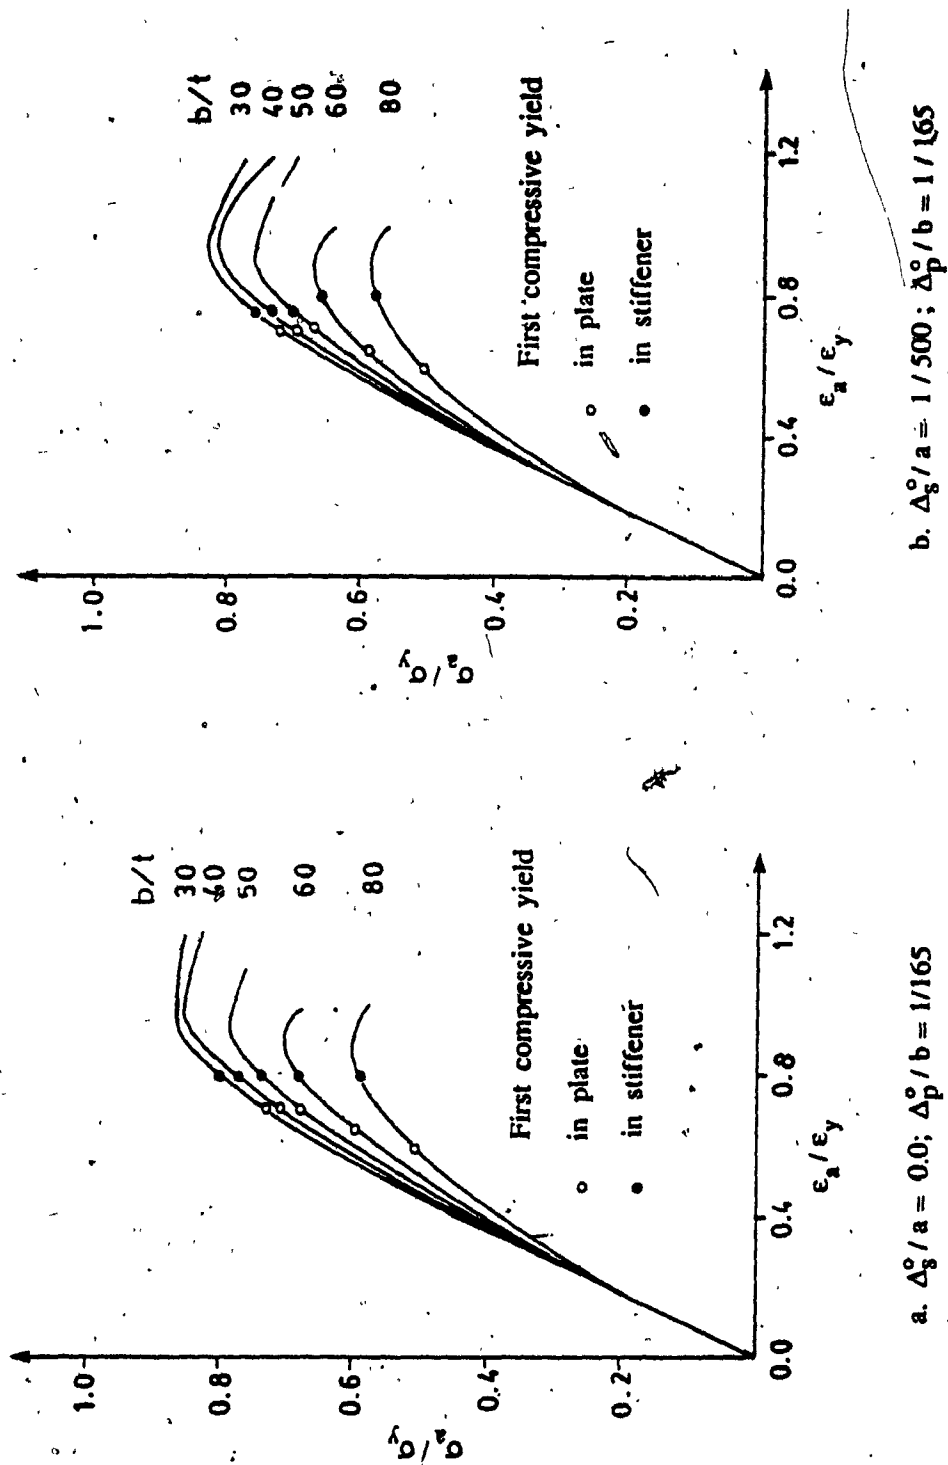 b/t
30
40
50
60
80
1.0
0.8
0.6
0.4
0.2
σa/σy
First compressive yield
o in plate
• in stiffener
0.0 0.4 0.8 1.2
εa/εy
a. Δ°s/a = 0.0; Δ°p/b = 1/165
b/t
30
40
50
60
80
1.0
0.8
0.6
0.4
0.2
σa/σy
First compressive yield
o in plate
• in stiffener
0.0 0.4 0.8 1.2
εa/εy
b. Δ°s/a = 1/500; Δ°p/b = 1/165